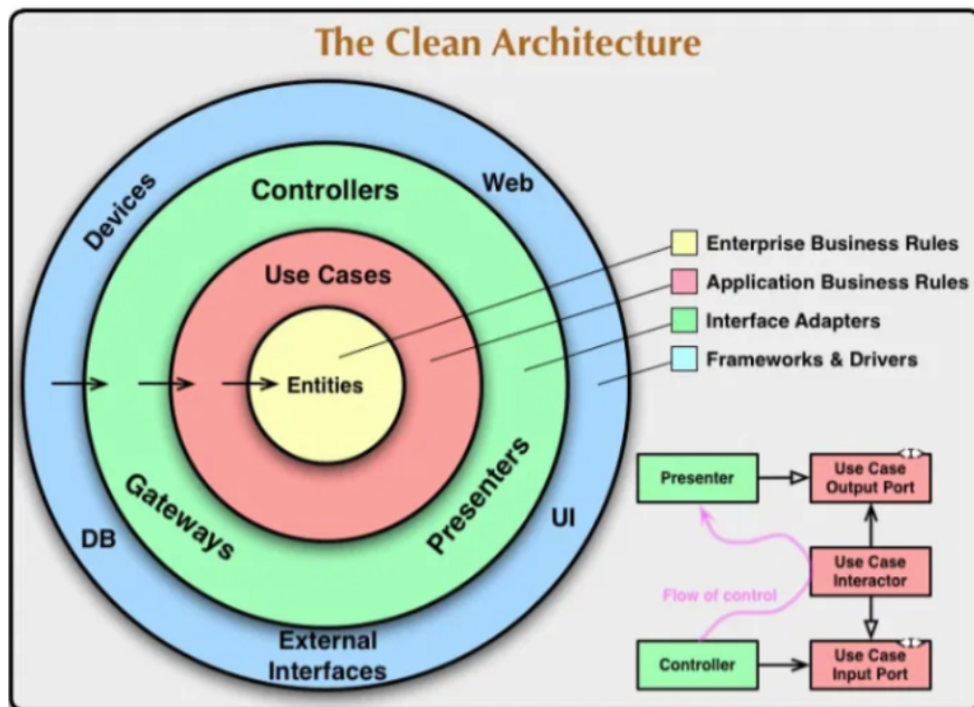 The Clean Architecture
Devices
Web
Controllers
Use Cases
Entities
Gateways
Presenters
DB
UI
External
Interfaces
Enterprise Business Rules
Application Business Rules
Interface Adapters
Frameworks & Drivers
Presenter
Use Case
Output Port
<I>
Flow of control
Use Case
Interactor
Controller
Use Case
Input Port
<I>